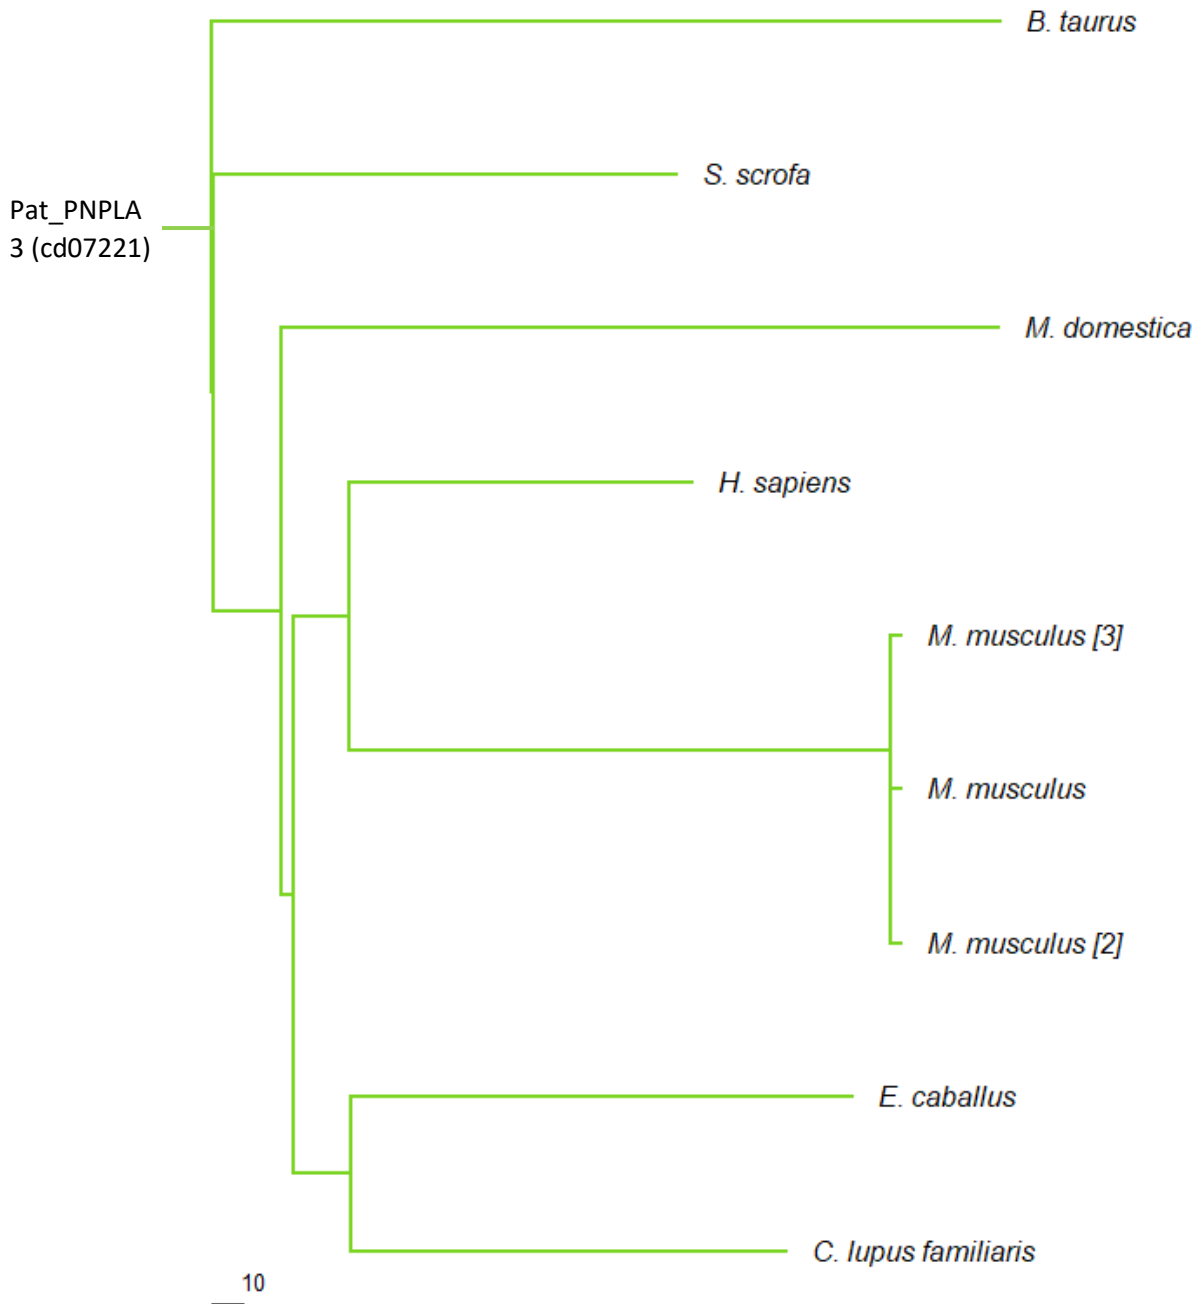 B. taurus
S. scrofa
Pat_PNPLA
3 (cd07221)
M. domestica
H. sapiens
M. musculus [3]
M. musculus
M. musculus [2]
E. caballus
C. lupus familiaris
10